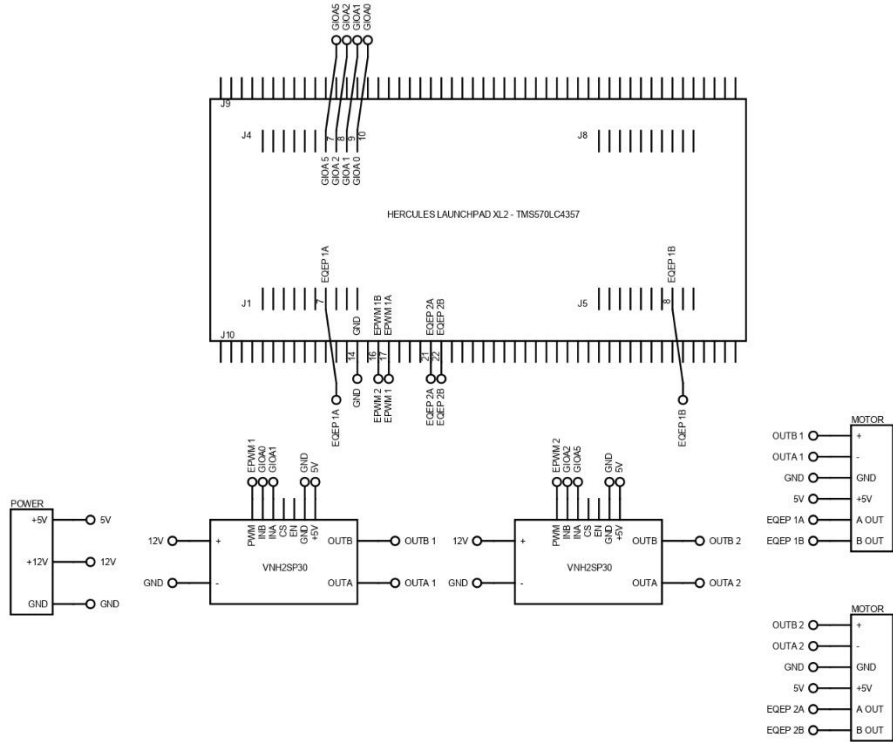 GIOA5
GIOA2
GIOA1
GIOA0
J9
J4
7
8
9
10
J8
GIOA 5
GIOA 2
GIOA 1
GIOA 0
HERCULES LAUNCHPAD XL2 - TMS570LC4357
EQEP 1A
EQEP 1B
J1
7
J5
8
GND
EPWM 1B
EPWM 1A
EQEP 2A
EQEP 2B
J10
14
16
17
21
22
EQEP 1A
GND
EPWM 2
EPWM 1
EQEP 2A
EQEP 2B
EQEP 1B
POWER
+5V
5V
+12V
12V
GND
GND
EPWM 1
GIOA0
GIOA1
GND
5V
PWM
INB
INA
CS
EN
GND
+5V
12V
+
OUTB
OUTB 1
VNH2SP30
GND
-
OUTA
OUTA 1
EPWM 2
GIOA2
GIOA5
GND
5V
PWM
INB
INA
CS
EN
GND
+5V
12V
+
OUTB
OUTB 2
VNH2SP30
GND
-
OUTA
OUTA 2
MOTOR
OUTB 1
+
OUTA 1
-
GND
GND
5V
+5V
EQEP 1A
A OUT
EQEP 1B
B OUT
MOTOR
OUTB 2
+
OUTA 2
-
GND
GND
5V
+5V
EQEP 2A
A OUT
EQEP 2B
B OUT